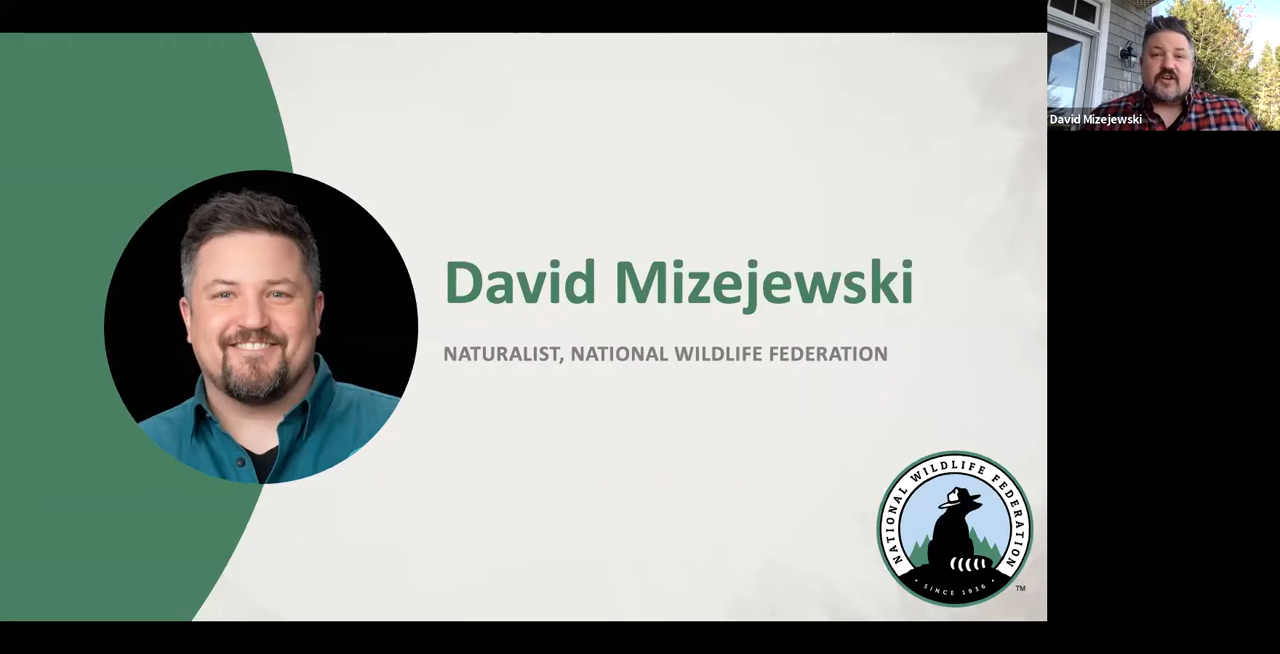 David Mizejewski
David Mizejewski
NATURALIST, NATIONAL WILDLIFE FEDERATION
NATIONAL WILDLIFE FEDERATION
• SINCE 1936 •
TM